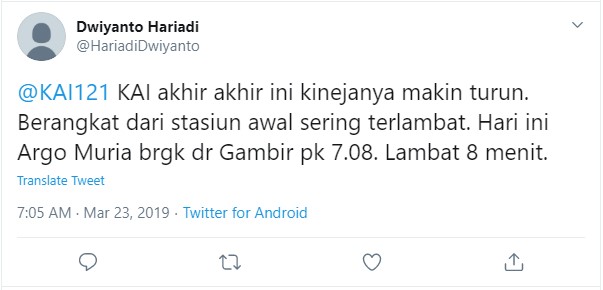 Dwiyanto Hariadi
@HariadiDwiyanto
@KAI121 KAI akhir akhir ini kinejanya makin turun.
Berangkat dari stasiun awal sering terlambat. Hari ini
Argo Muria brgk dr Gambir pk 7.08. Lambat 8 menit.
Translate Tweet
7:05 AM · Mar 23, 2019 · Twitter for Android